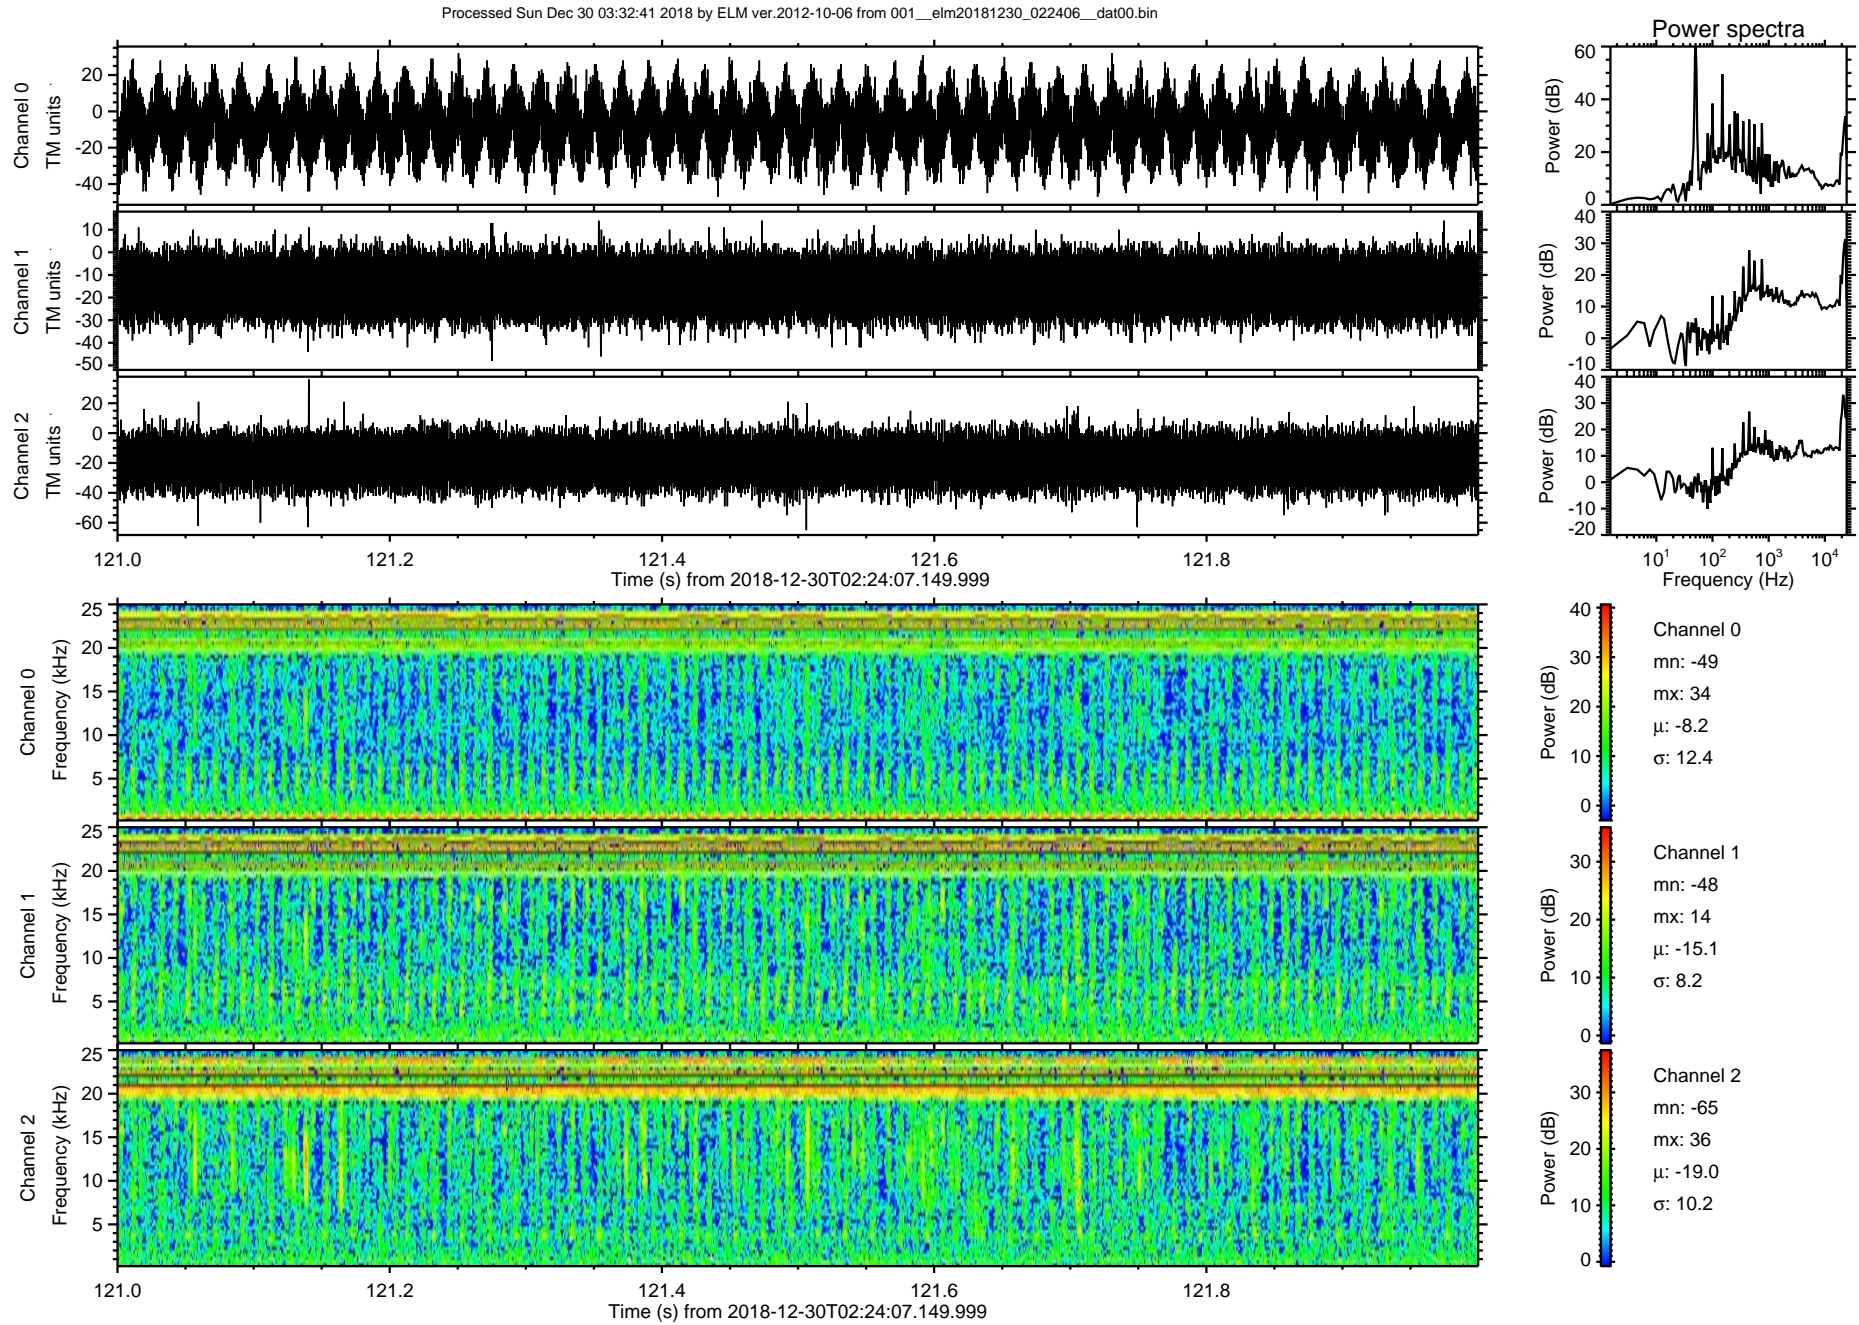 Processed Sun Dec 30 03:32:41 2018 by ELM ver.2012-10-06 from 001__elm20181230_022406__dat00.bin
Power spectra
Channel 0
TM units
20
0
-20
-40
Power (dB)
60
40
20
0
Channel 1
TM units
10
0
-10
-20
-30
-40
-50
Power (dB)
40
30
20
10
0
-10
Channel 2
TM units
20
0
-20
-40
-60
Power (dB)
40
30
20
10
0
-10
-20
121.0 121.2 121.4 121.6 121.8
Time (s) from 2018-12-30T02:24:07.149.999
10^1 10^2 10^3 10^4
Frequency (Hz)
Channel 0
Frequency (kHz)
25
20
15
10
5
Power (dB)
40
30
20
10
0
Channel 0
mn: -49
mx: 34
μ: -8.2
σ: 12.4
Channel 1
Frequency (kHz)
25
20
15
10
5
Power (dB)
30
20
10
0
Channel 1
mn: -48
mx: 14
μ: -15.1
σ: 8.2
Channel 2
Frequency (kHz)
25
20
15
10
5
Power (dB)
30
20
10
0
Channel 2
mn: -65
mx: 36
μ: -19.0
σ: 10.2
121.0 121.2 121.4 121.6 121.8
Time (s) from 2018-12-30T02:24:07.149.999